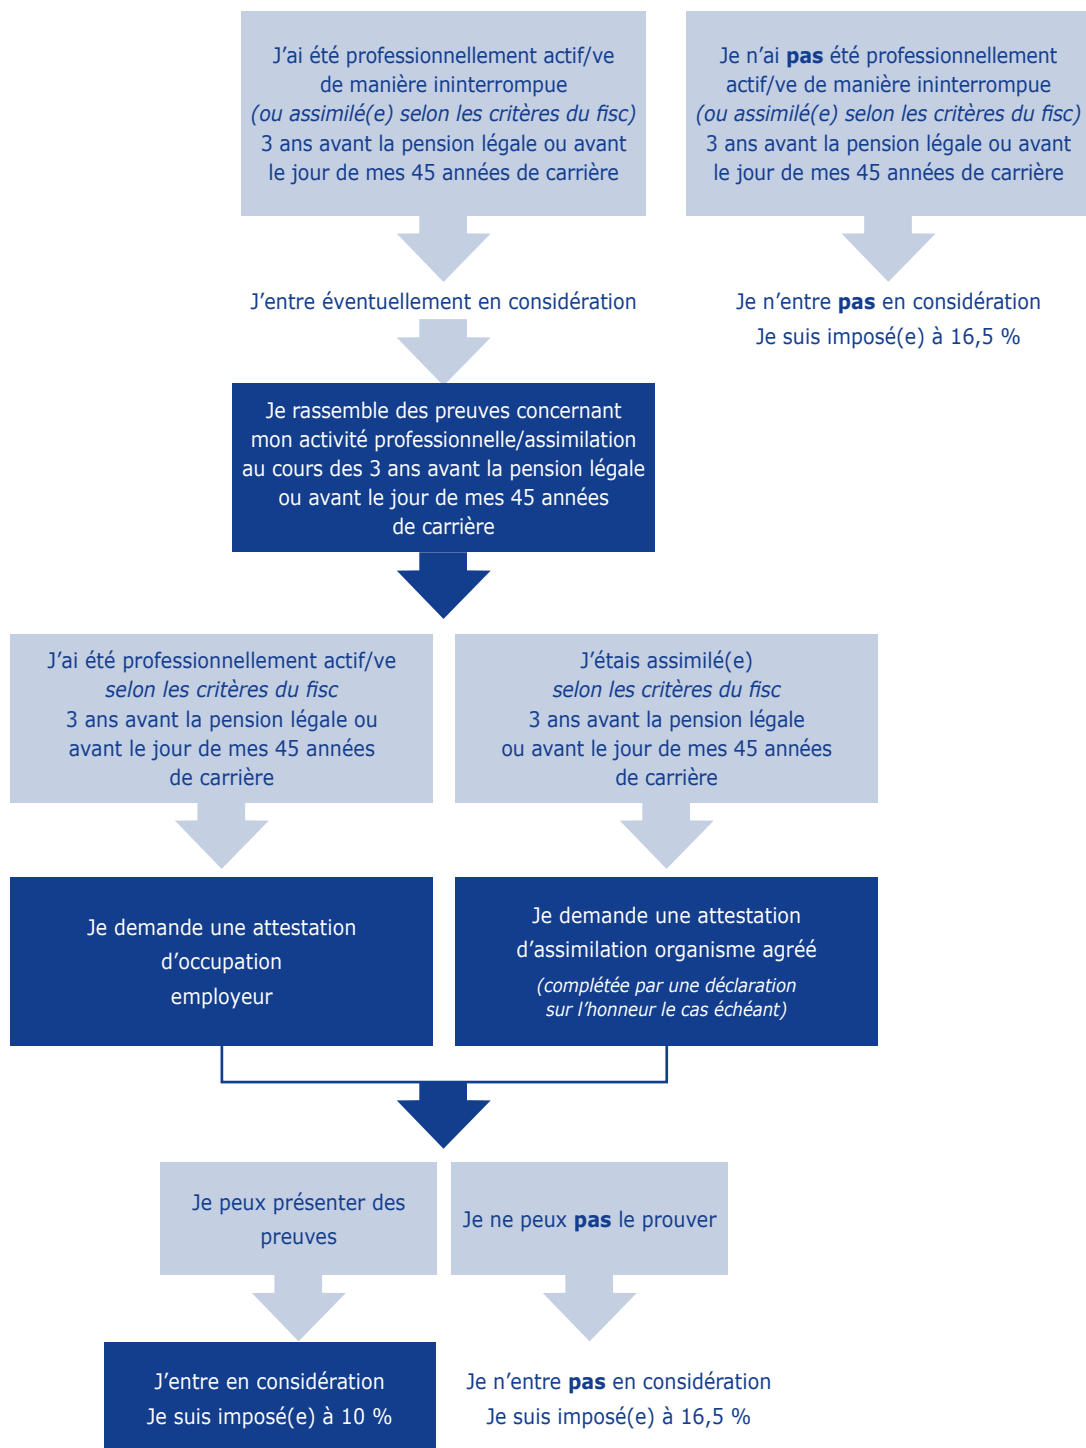 J’ai été professionnellement actif/ve
de manière ininterrompue
(ou assimilé(e) selon les critères du fisc)
3 ans avant la pension légale ou avant
le jour de mes 45 années de carrière
Je n’ai pas été professionnellement
actif/ve de manière ininterrompue
(ou assimilé(e) selon les critères du fisc)
3 ans avant la pension légale ou avant
le jour de mes 45 années de carrière
J’entre éventuellement en considération
Je n’entre pas en considération
Je suis imposé(e) à 16,5 %
Je rassemble des preuves concernant
mon activité professionnelle/assimilation
au cours des 3 ans avant la pension légale
ou avant le jour de mes 45 années
de carrière
J’ai été professionnellement actif/ve
selon les critères du fisc
3 ans avant la pension légale ou
avant le jour de mes 45 années
de carrière
J’étais assimilé(e)
selon les critères du fisc
3 ans avant la pension légale
ou avant le jour de mes 45 années
de carrière
Je demande une attestation
d’occupation
employeur
Je demande une attestation
d’assimilation organisme agréé
(complétée par une déclaration
sur l’honneur le cas échéant)
Je peux présenter des
preuves
Je ne peux pas le prouver
J’entre en considération
Je suis imposé(e) à 10 %
Je n’entre pas en considération
Je suis imposé(e) à 16,5 %